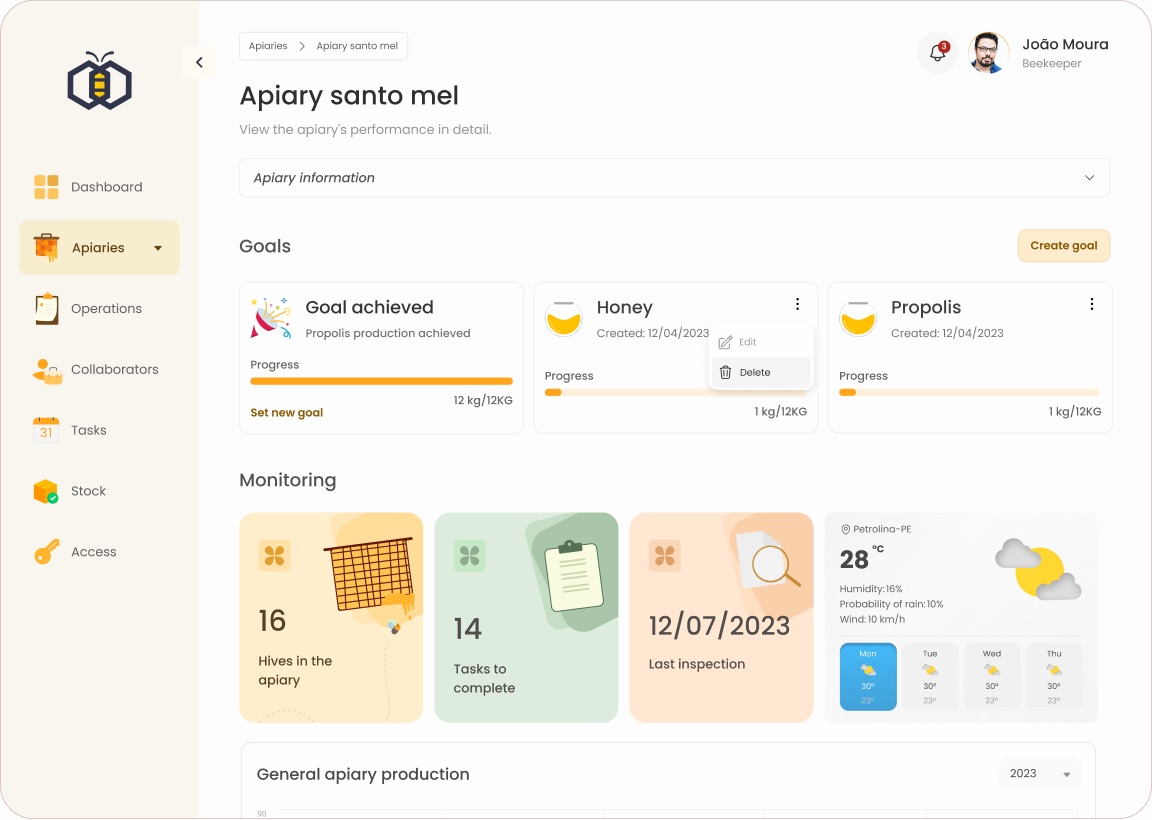 Apiaries
Apiary santo mel
3
João Moura
Beekeeper
Apiary santo mel
View the apiary's performance in detail.
Apiary information
Dashboard
Apiaries
Operations
Collaborators
31
Tasks
Stock
Access
Goals
Create goal
Goal achieved
Propolis production achieved
Progress
12 kg/12KG
Set new goal
Honey
Created: 12/04/2023
Edit
Delete
Progress
1 kg/12KG
Propolis
Created: 12/04/2023
Progress
1 kg/12KG
Monitoring
16
Hives in the
apiary
14
Tasks to
complete
12/07/2023
Last inspection
Petrolina-PE
28 °C
Humidity: 16%
Probability of rain: 10%
Wind: 10 km/h
Mon
30°
23°
Tue
30°
23°
Wed
30°
23°
Thu
30°
23°
General apiary production
2023
90